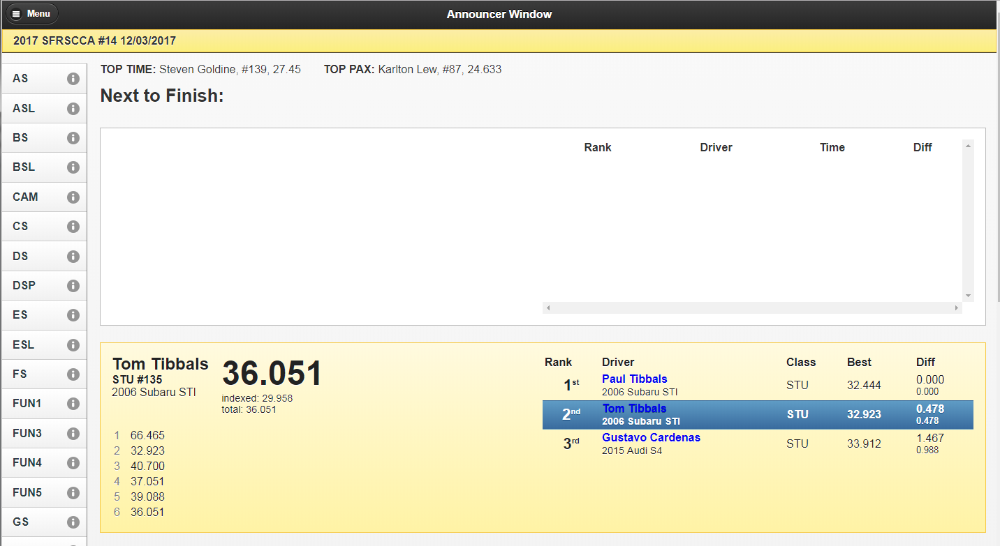 Menu
Announcer Window
2017 SFRSCCA #14 12/03/2017
AS
ASL
BS
BSL
CAM
CS
DS
DSP
ES
ESL
FS
FUN1
FUN3
FUN4
FUN5
GS
TOP TIME: Steven Goldine, #139, 27.45 TOP PAX: Karlton Lew, #87, 24.633
Next to Finish:
Rank Driver Time Diff
Tom Tibbals
STU #135
2006 Subaru STI
36.051
indexed: 29.958
total: 36.051
1 66.465
2 32.923
3 40.700
4 37.051
5 39.088
6 36.051
Rank Driver Class Best Diff
1st Paul Tibbals STU 32.444 0.000
2006 Subaru STI 0.000
2nd Tom Tibbals STU 32.923 0.478
2006 Subaru STI 0.478
3rd Gustavo Cardenas STU 33.912 1.467
2015 Audi S4 0.988